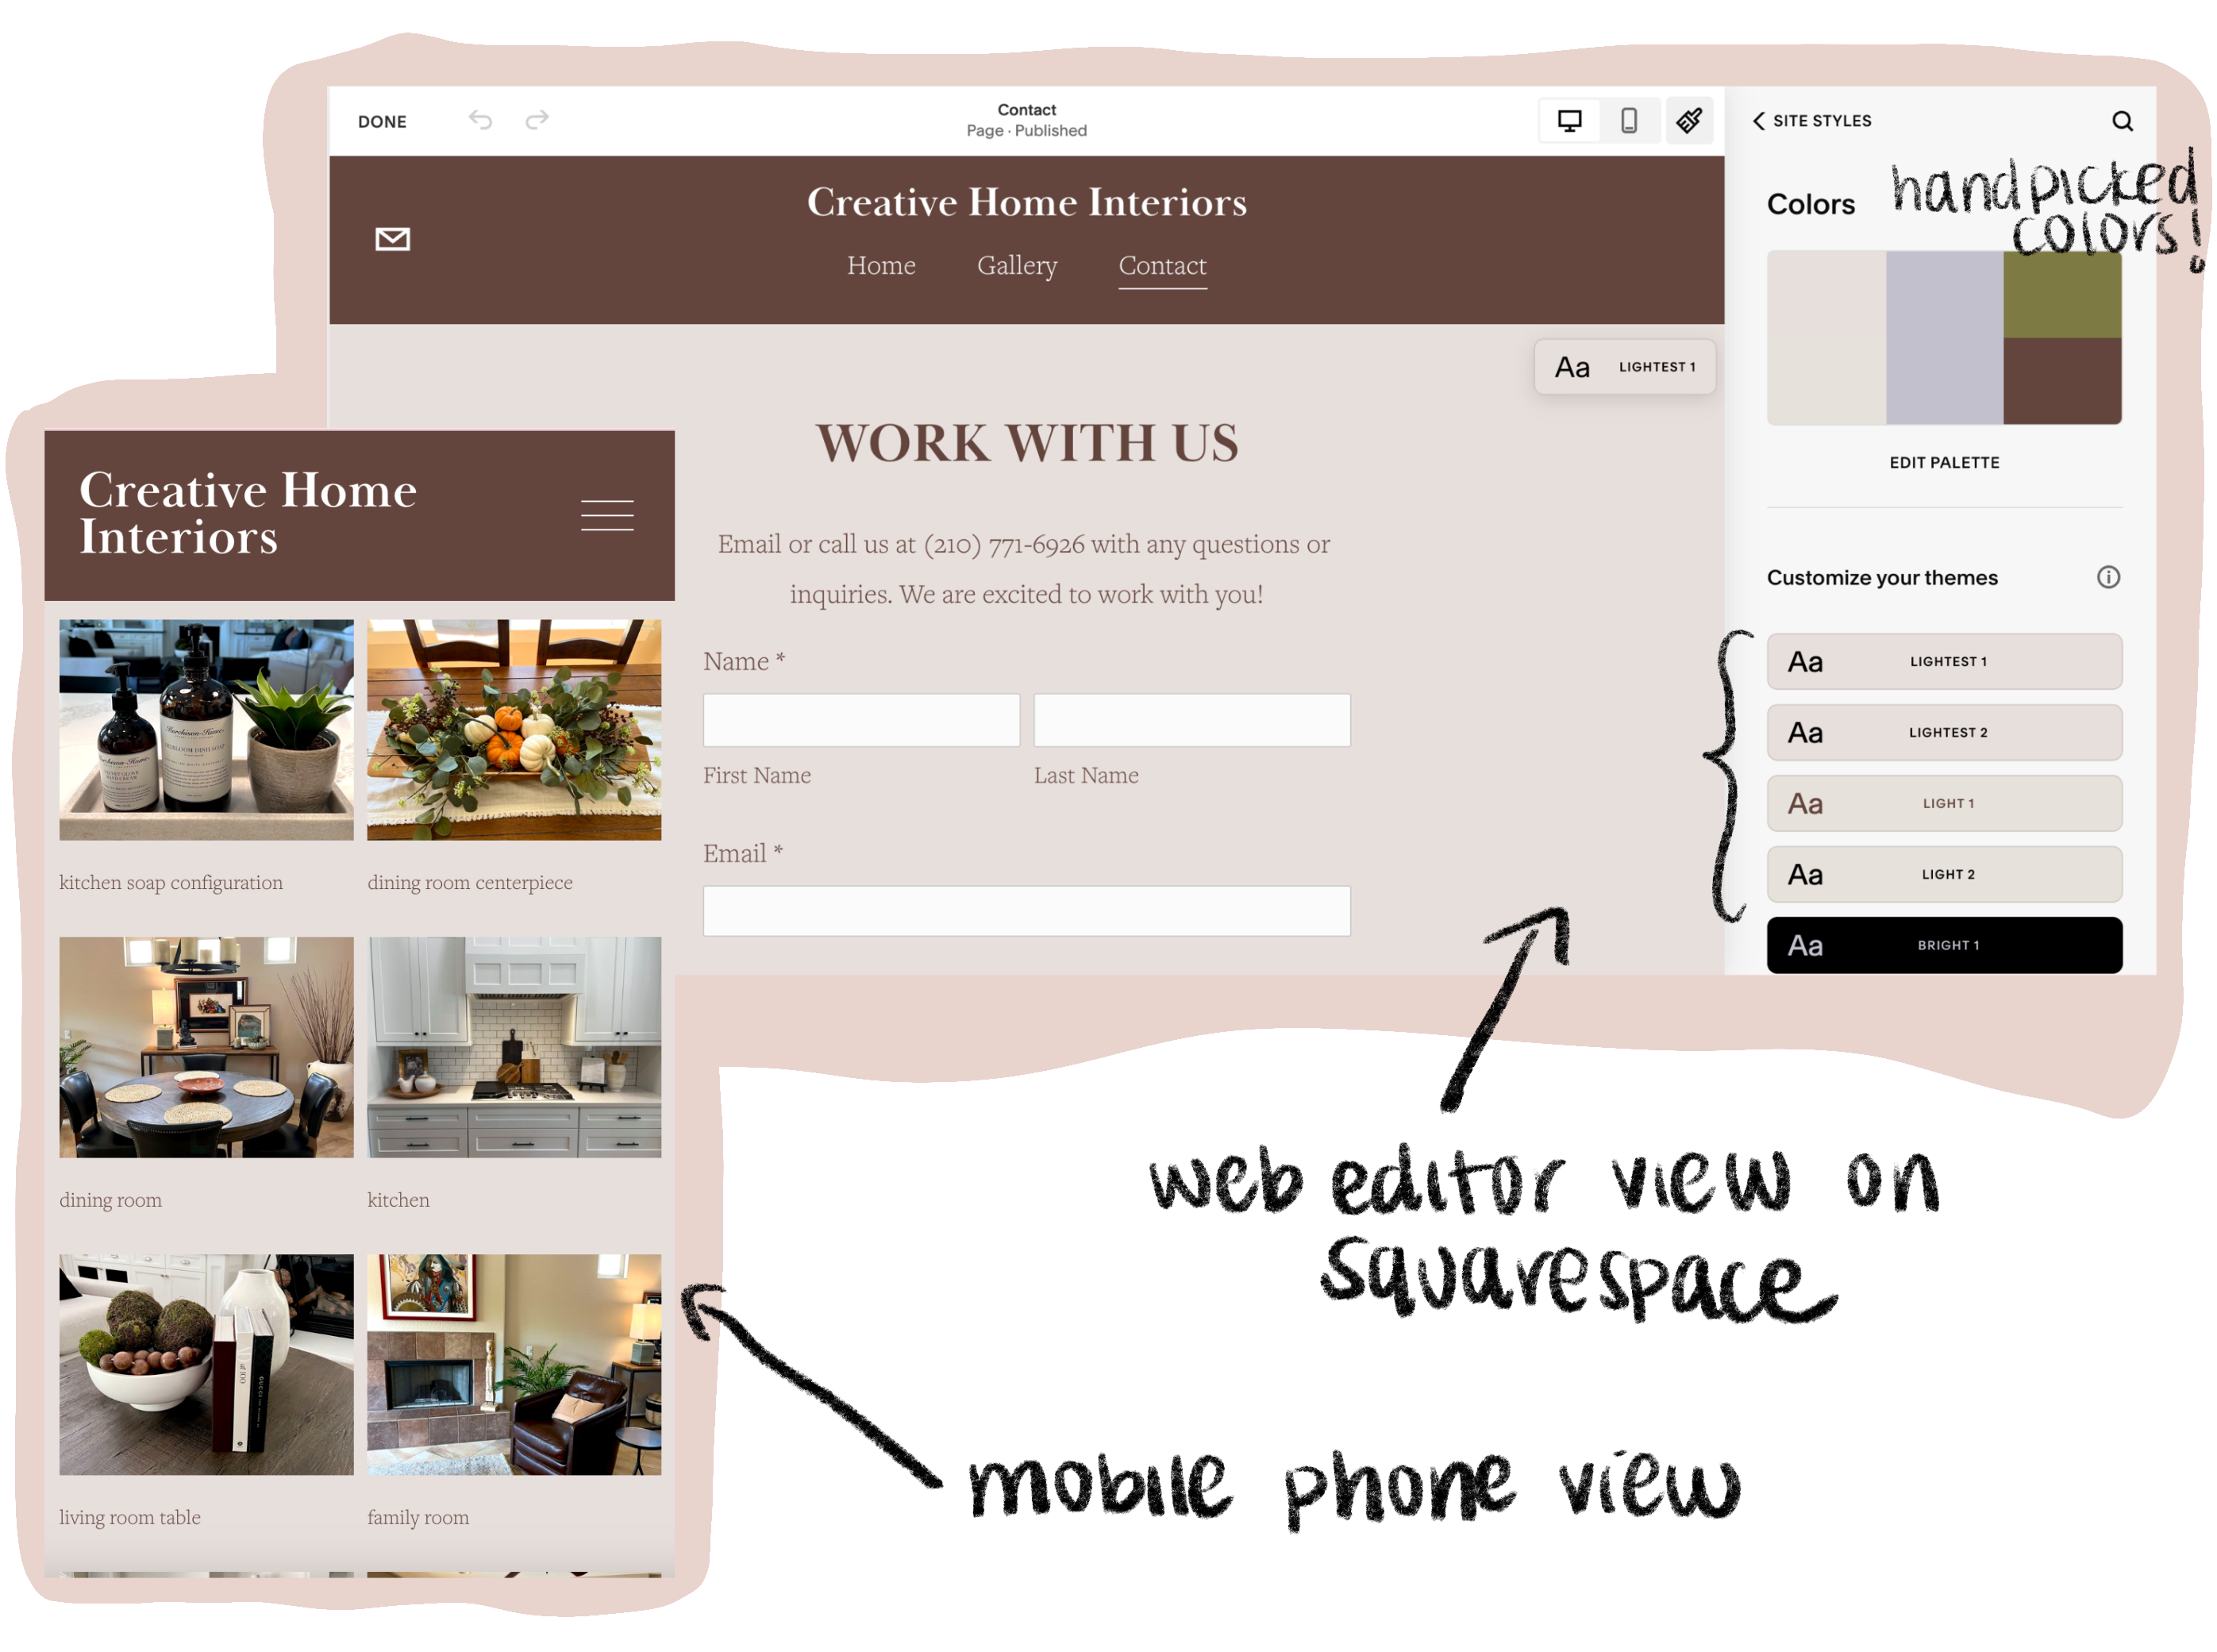 DONE
Contact
Page · Published
SITE STYLES
Creative Home Interiors
Home Gallery Contact
Colors
handpicked
colors!
Aa LIGHTEST 1
EDIT PALETTE
WORK WITH US
Email or call us at (210) 771-6926 with any questions or
inquiries. We are excited to work with you!
Name *
First Name Last Name
Email *
Customize your themes
Aa LIGHTEST 1
Aa LIGHTEST 2
Aa LIGHT 1
Aa LIGHT 2
Aa BRIGHT 1
Creative Home
Interiors
kitchen soap configuration
dining room centerpiece
dining room
kitchen
living room table
family room
web editor view on
squarespace
mobile phone view